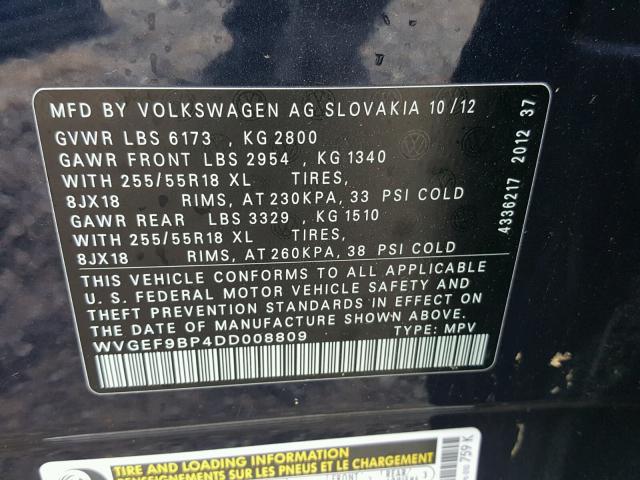 MFD BY VOLKSWAGEN AG SLOVAKIA 10/12
GVWR LBS 6173 , KG 2800
GAWR FRONT LBS 2954 , KG 1340
WITH 255/55R18 XL TIRES,
8JX18 RIMS, AT 230KPA, 33 PSI COLD
GAWR REAR LBS 3329 , KG 1510
WITH 255/55R18 XL TIRES,
8JX18 RIMS, AT 260KPA, 38 PSI COLD
THIS VEHICLE CONFORMS TO ALL APPLICABLE
U. S. FEDERAL MOTOR VEHICLE SAFETY AND
THEFT PREVENTION STANDARDS IN EFFECT
ON THE DATE OF MANUFACTURE SHOWN ABOVE.
WVGEF9BP4DD008809 TYPE: MPV
4336217 2012 37
TIRE AND LOADING INFORMATION
RENSEIGNEMENTS SUR LES PNEUS ET LE CHARGEMENT
FRONT REAR
759 K